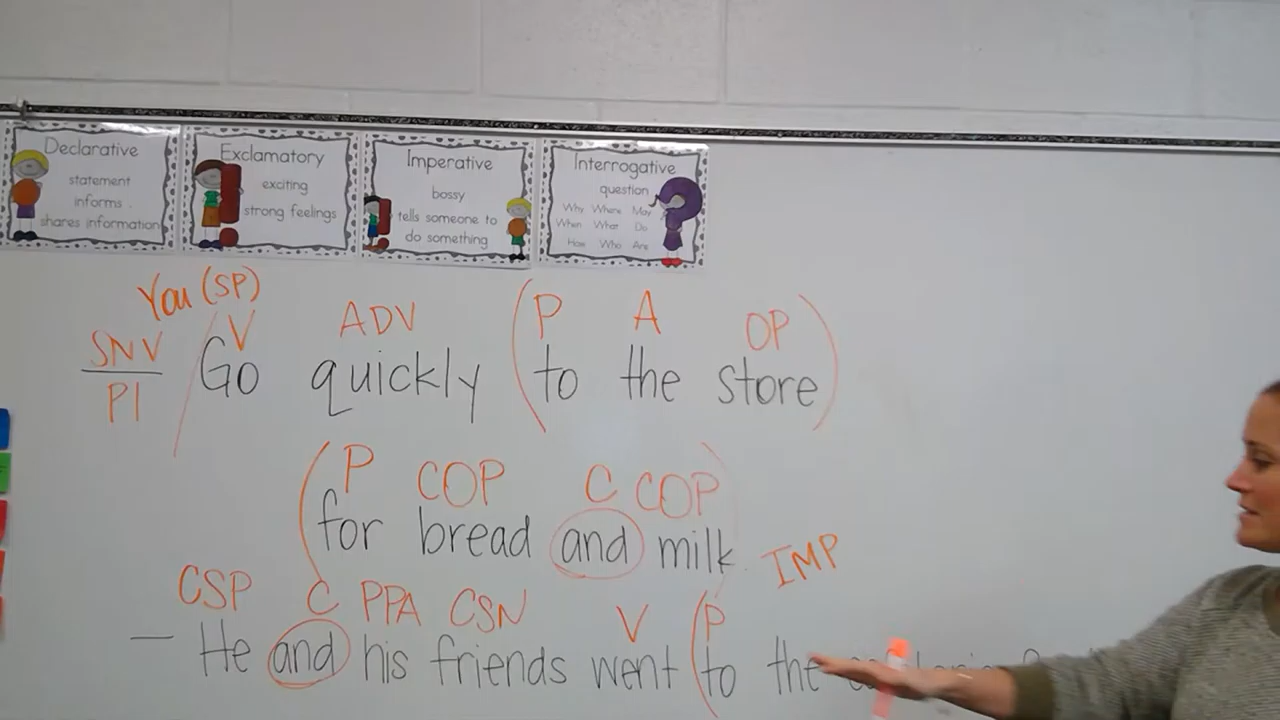 Declarative
statement
informs
shares information
Exclamatory
exciting
strong feelings
Imperative
bossy
tells someone to
do something
Interrogative
question
Why Where May
When What Do
How Who Are
You (SP)
V ADV (P A OP)
SNV
PI
Go quickly to the store
(P COP C COP)
for bread and milk. IMP
CSP C PPA CSN V (P
— He and his friends went to the